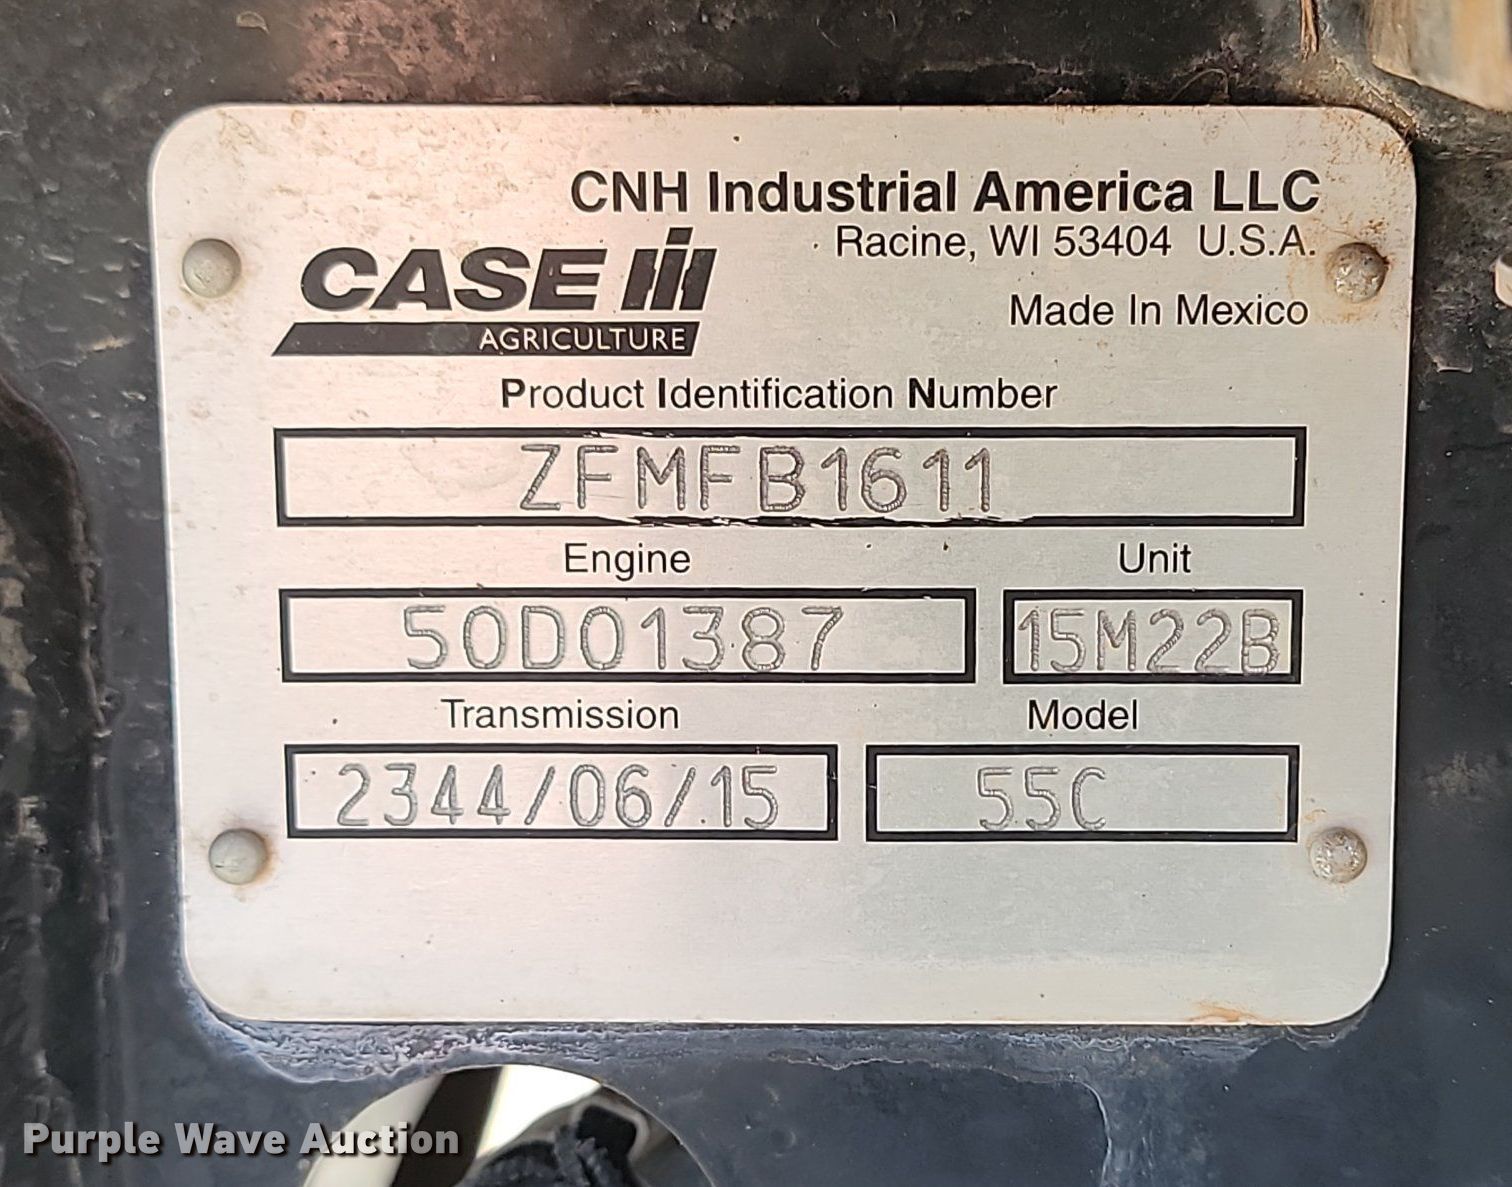 CNH Industrial America LLC
Racine, WI 53404 U.S.A.
CASE IH
AGRICULTURE
Made In Mexico
Product Identification Number
ZFMFB1611
Engine
Unit
50D01387
15M22B
Transmission
Model
2344/06/15
55C
Purple Wave Auction